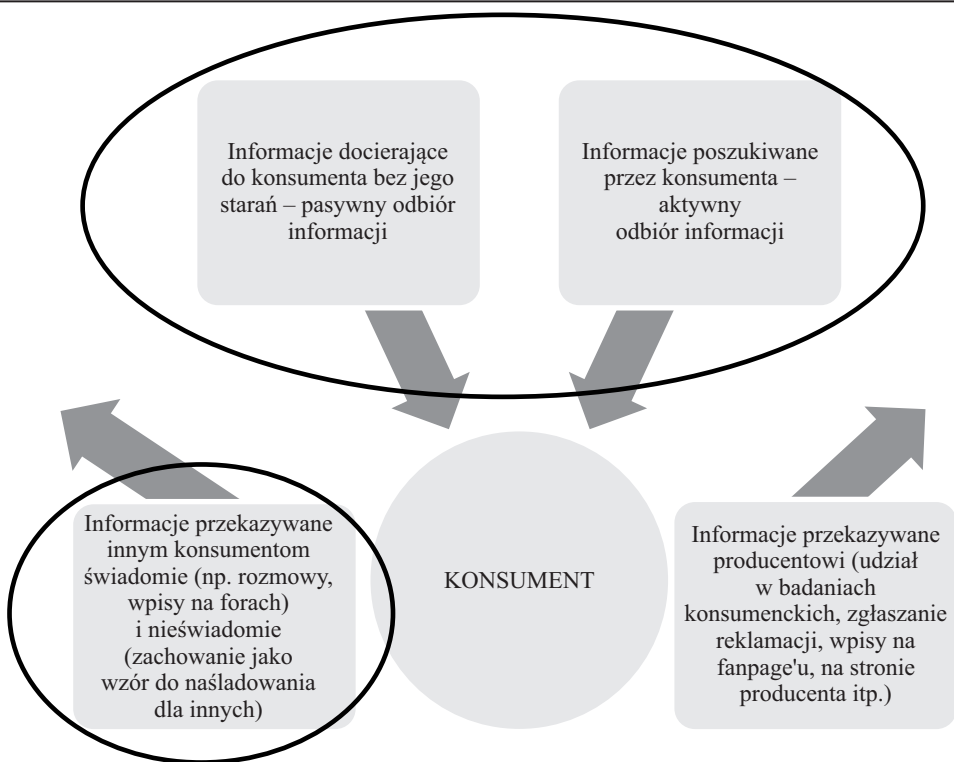 Informacje docierające
do konsumenta bez jego
starań – pasywny odbiór
informacji
Informacje poszukiwane
przez konsumenta –
aktywny
odbiór informacji
Informacje przekazywane
innym konsumentom
świadomie (np. rozmowy,
wpisy na forach)
i nieświadomie
(zachowanie jako
wzór do naśladowania
dla innych)
KONSUMENT
Informacje przekazywane
producentowi (udział
w badaniach
konsumenckich, zgłaszanie
reklamacji, wpisy na
fanpage'u, na stronie
producenta itp.)